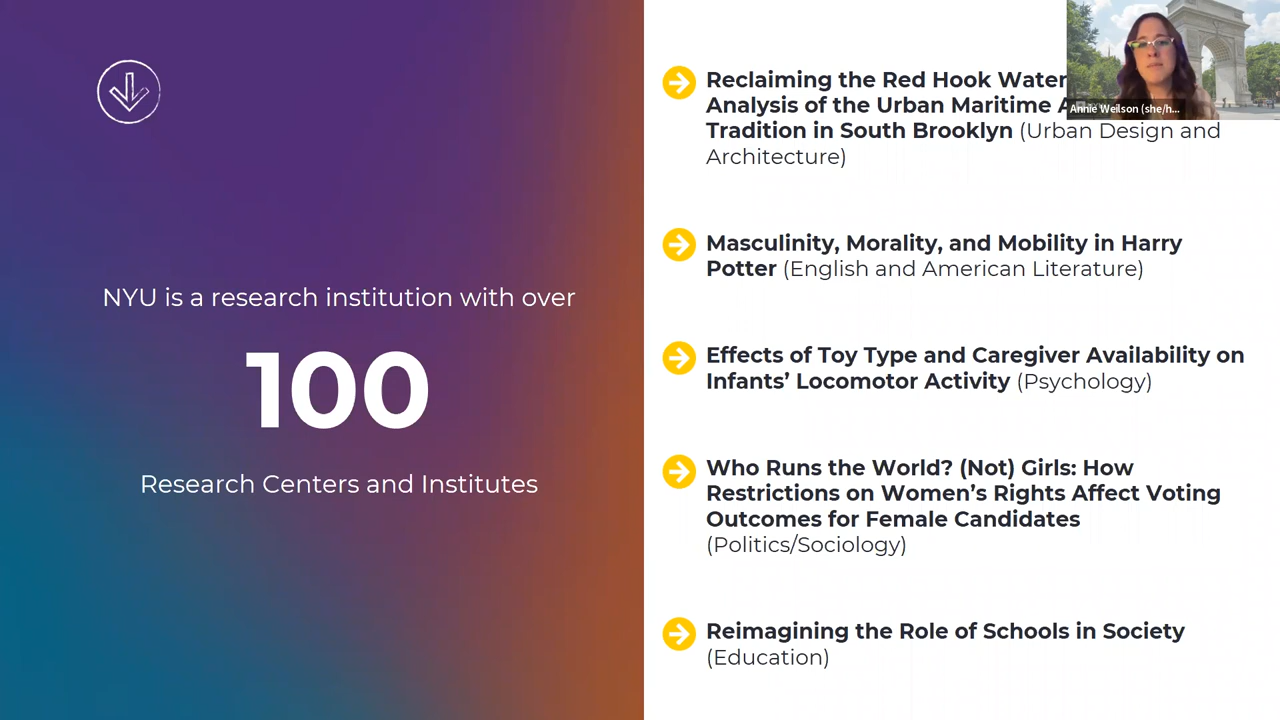 NYU is a research institution with over
100
Research Centers and Institutes
Reclaiming the Red Hook
Analysis of the Urban Maritime
Tradition in South Brooklyn (Urban Design and
Architecture)
Masculinity, Morality, and Mobility in Harry
Potter (English and American Literature)
Effects of Toy Type and Caregiver Availability on
Infants’ Locomotor Activity (Psychology)
Who Runs the World? (Not) Girls: How
Restrictions on Women’s Rights Affect Voting
Outcomes for Female Candidates
(Politics/Sociology)
Reimagining the Role of Schools in Society
(Education)
Annie Weilson (she/h...